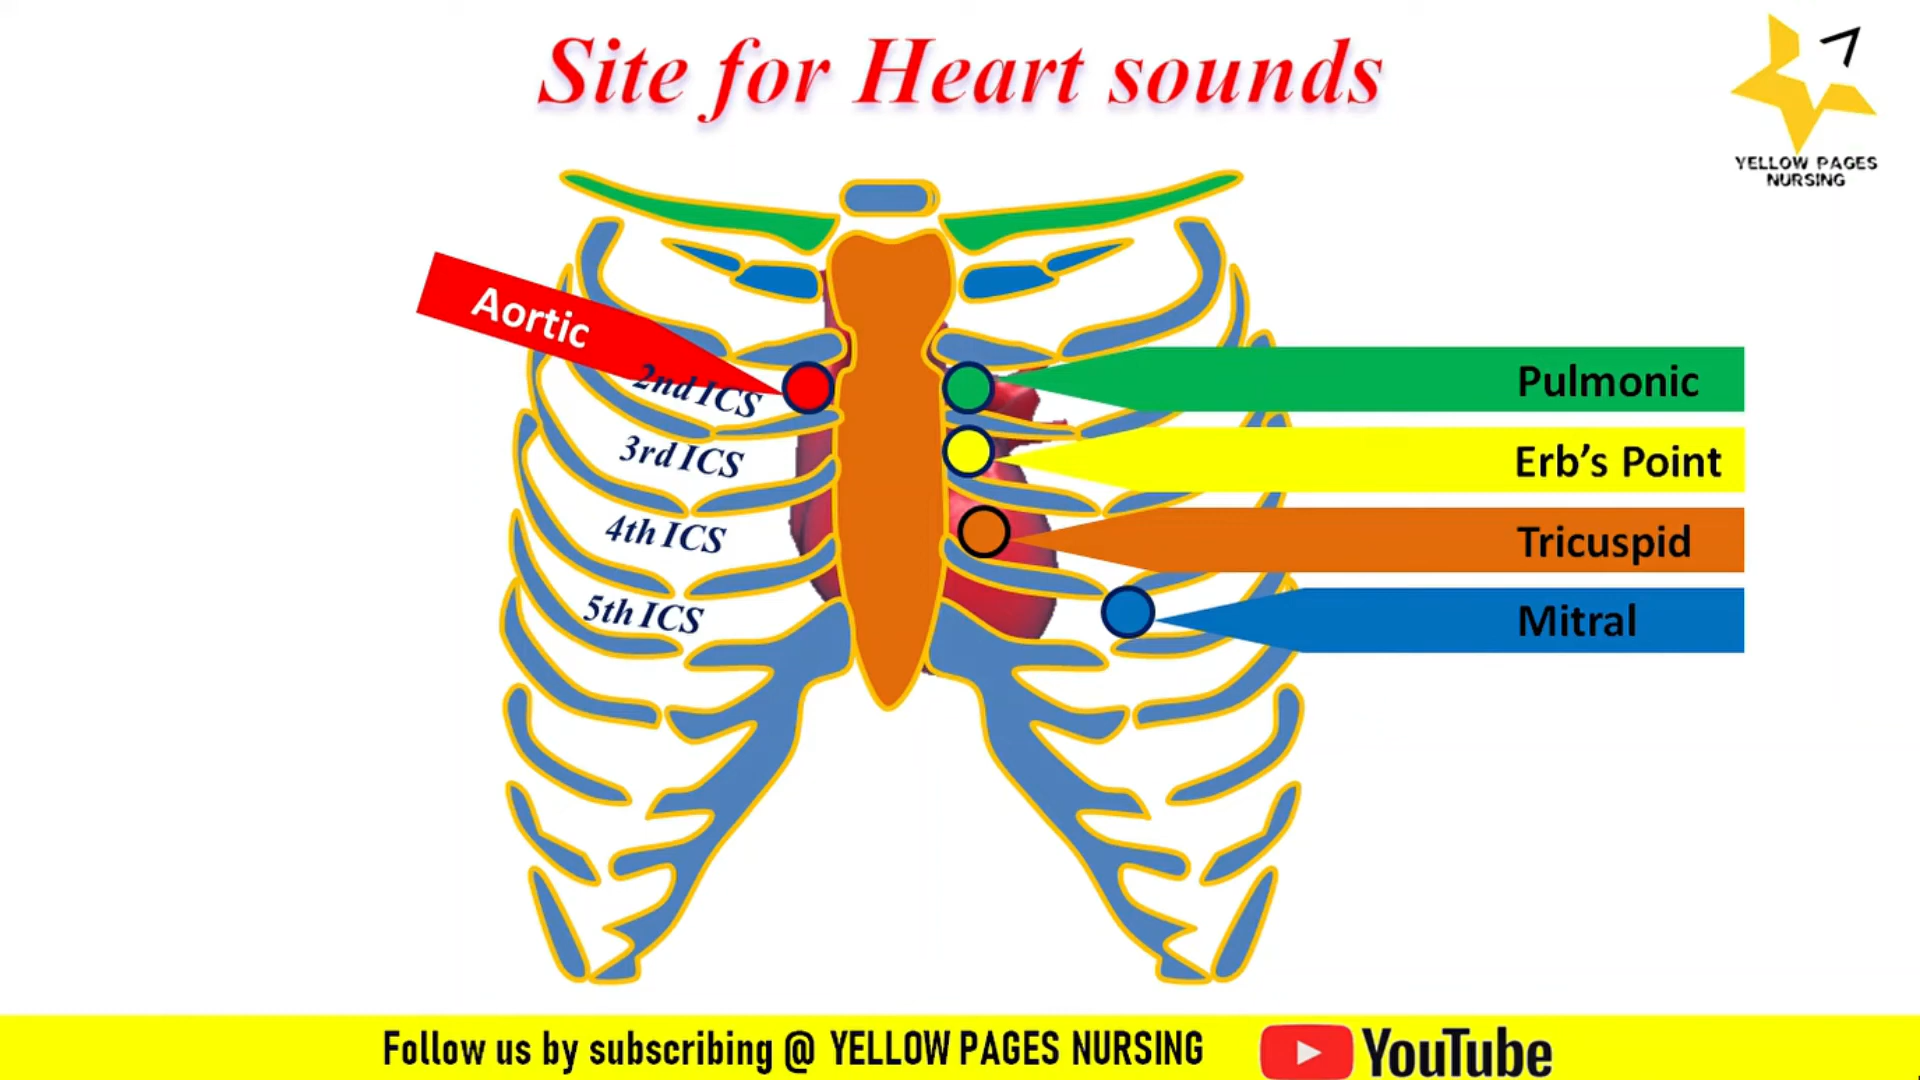 Site for Heart sounds
YELLOW PAGES
NURSING
Aortic
2nd ICS
3rd ICS
4th ICS
5th ICS
Pulmonic
Erb’s Point
Tricuspid
Mitral
Follow us by subscribing @ YELLOW PAGES NURSING YouTube